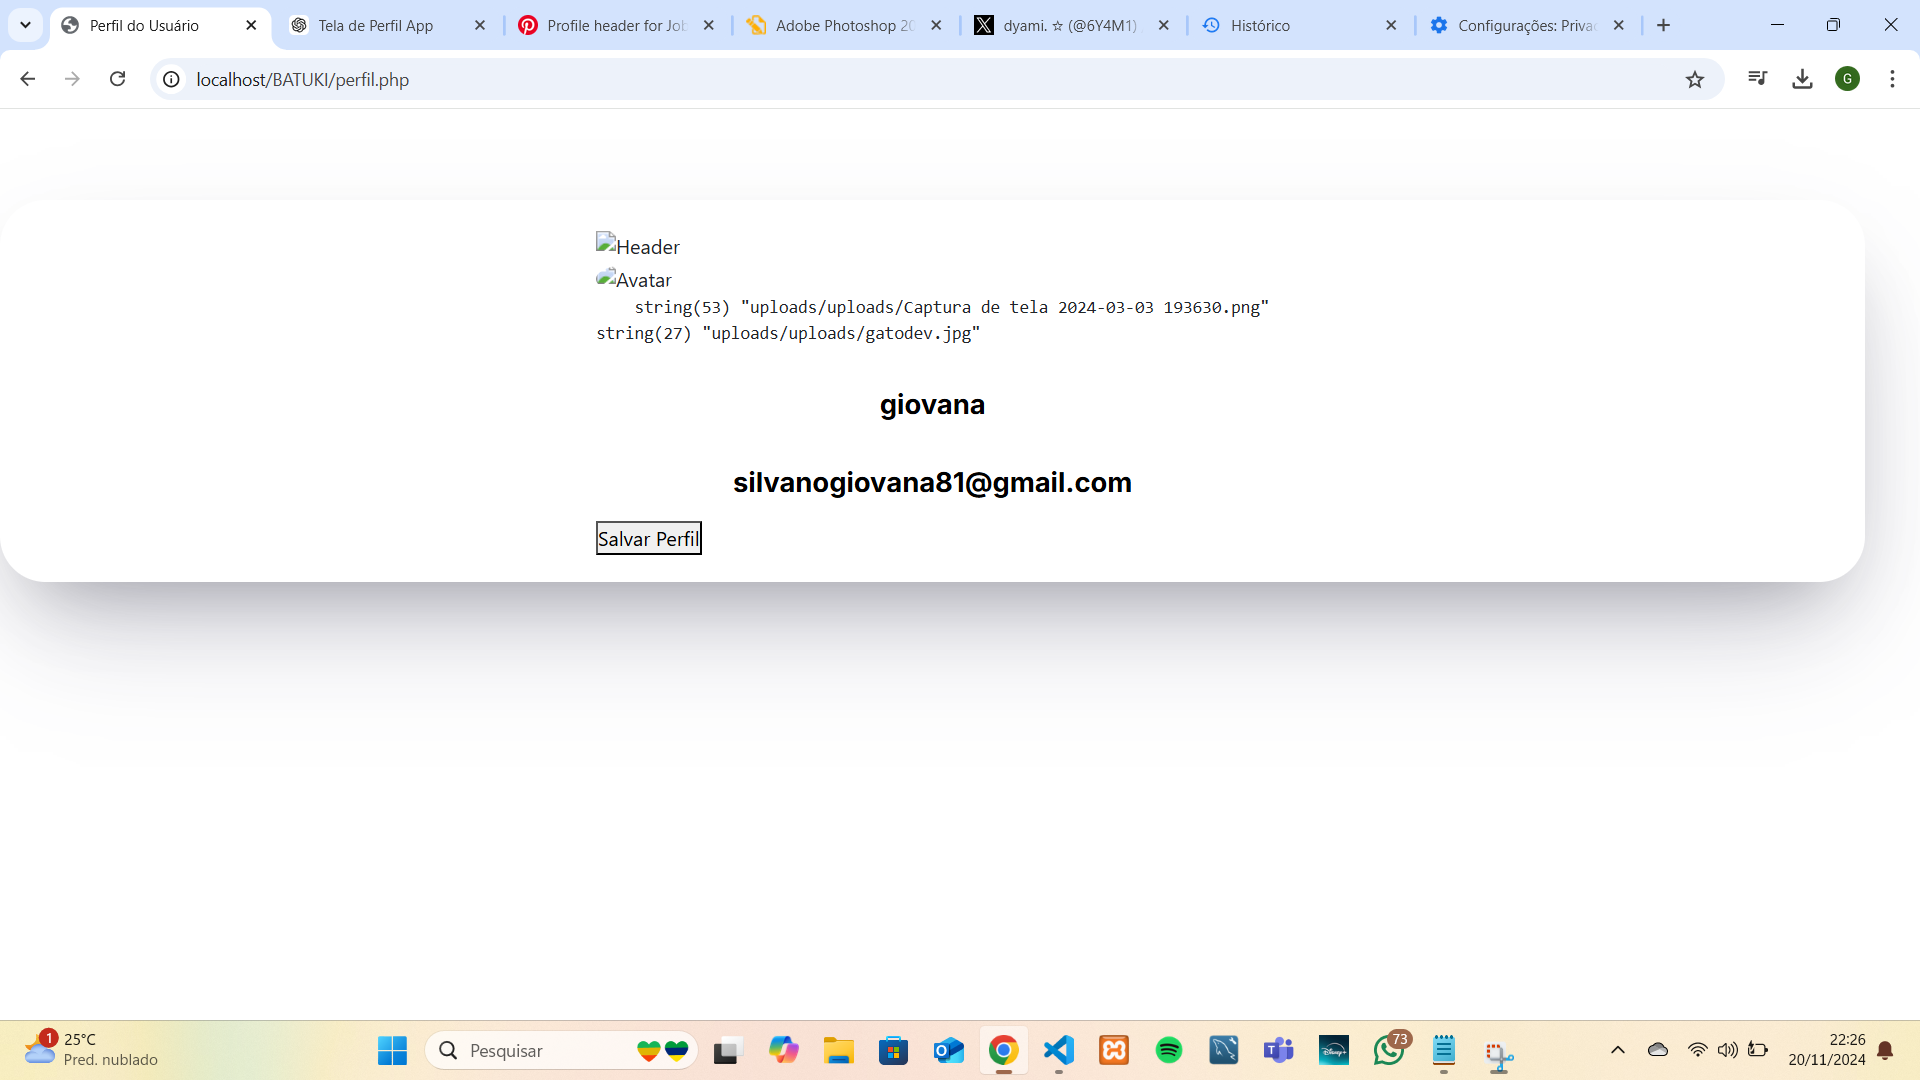 Perfil do Usuário
Tela de Perfil App
Profile header for Job
Adobe Photoshop 20
dyami. ☆ (@6Y4M1)
Histórico
Configurações: Privac
localhost/BATUKI/perfil.php
G
Header
Avatar
string(53) "uploads/uploads/Captura de tela 2024-03-03 193630.png"
string(27) "uploads/uploads/gatodev.jpg"
giovana
silvanogiovana81@gmail.com
Salvar Perfil
1
25°C
Pred. nublado
Pesquisar
Disney+
73
22:26
20/11/2024